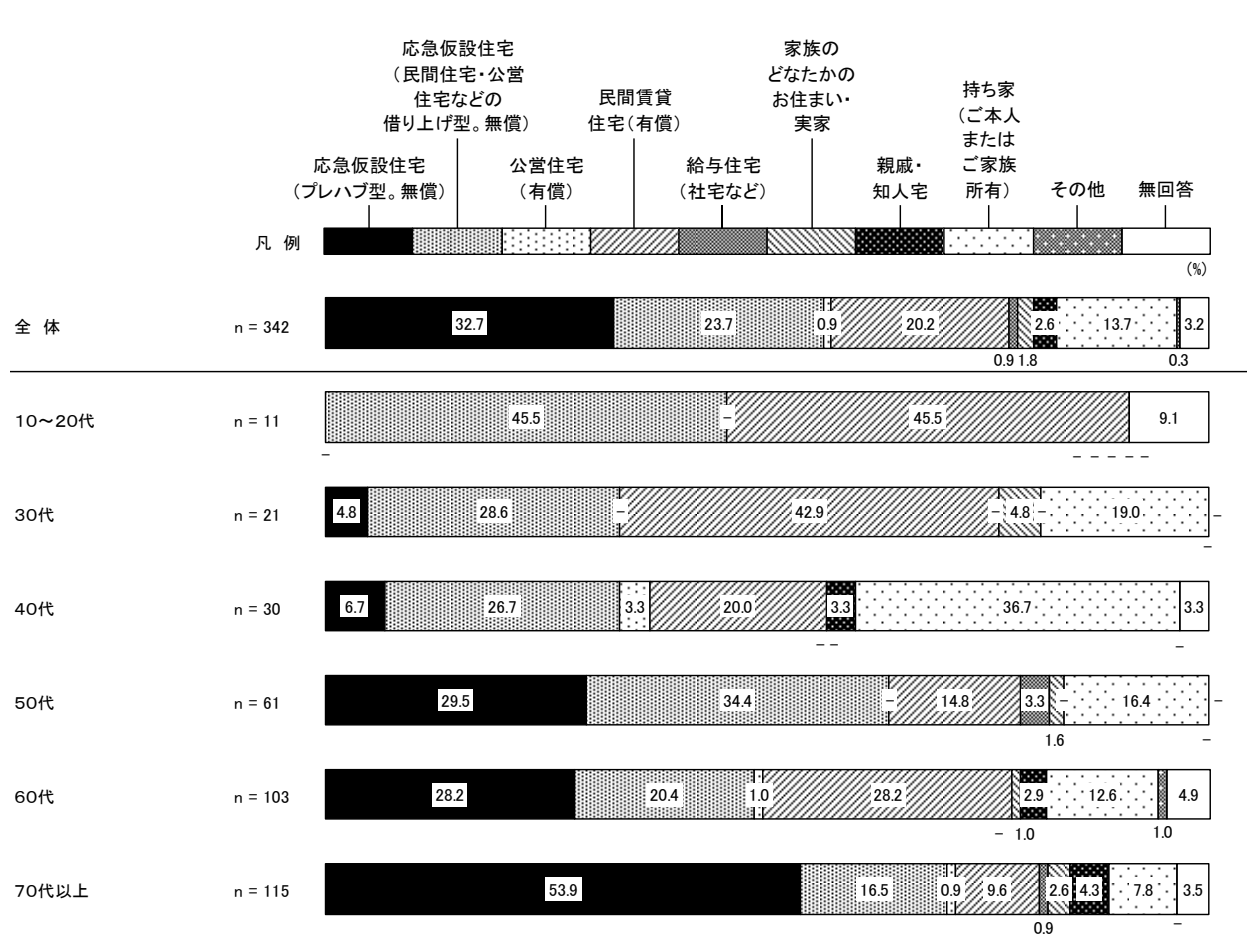 応急仮設住宅
（民間住宅・公営
住宅などの
借り上げ型。無償）
家族の
どなたかの
お住まい・
実家
民間賃貸
住宅（有償）
持ち家
（ご本人
または
ご家族
所有）
応急仮設住宅
（プレハブ型。無償）
公営住宅
（有償）
給与住宅
（社宅など）
親戚・
知人宅
その他
無回答
凡 例
(%)
全 体 n = 342 32.7 23.7 0.9 20.2 2.6 13.7 3.2
0.9 1.8 0.3
10～20代 n = 11 45.5 － 45.5 9.1
－ － － － － －
30代 n = 21 4.8 28.6 － 42.9 － 4.8 － 19.0 －
－
40代 n = 30 6.7 26.7 3.3 20.0 3.3 36.7 3.3
－ － －
50代 n = 61 29.5 34.4 － 14.8 3.3 － 16.4 －
1.6 －
60代 n = 103 28.2 20.4 1.0 28.2 2.9 12.6 4.9
－ 1.0 1.0
70代以上 n = 115 53.9 16.5 0.9 9.6 2.6 4.3 7.8 3.5
0.9 －